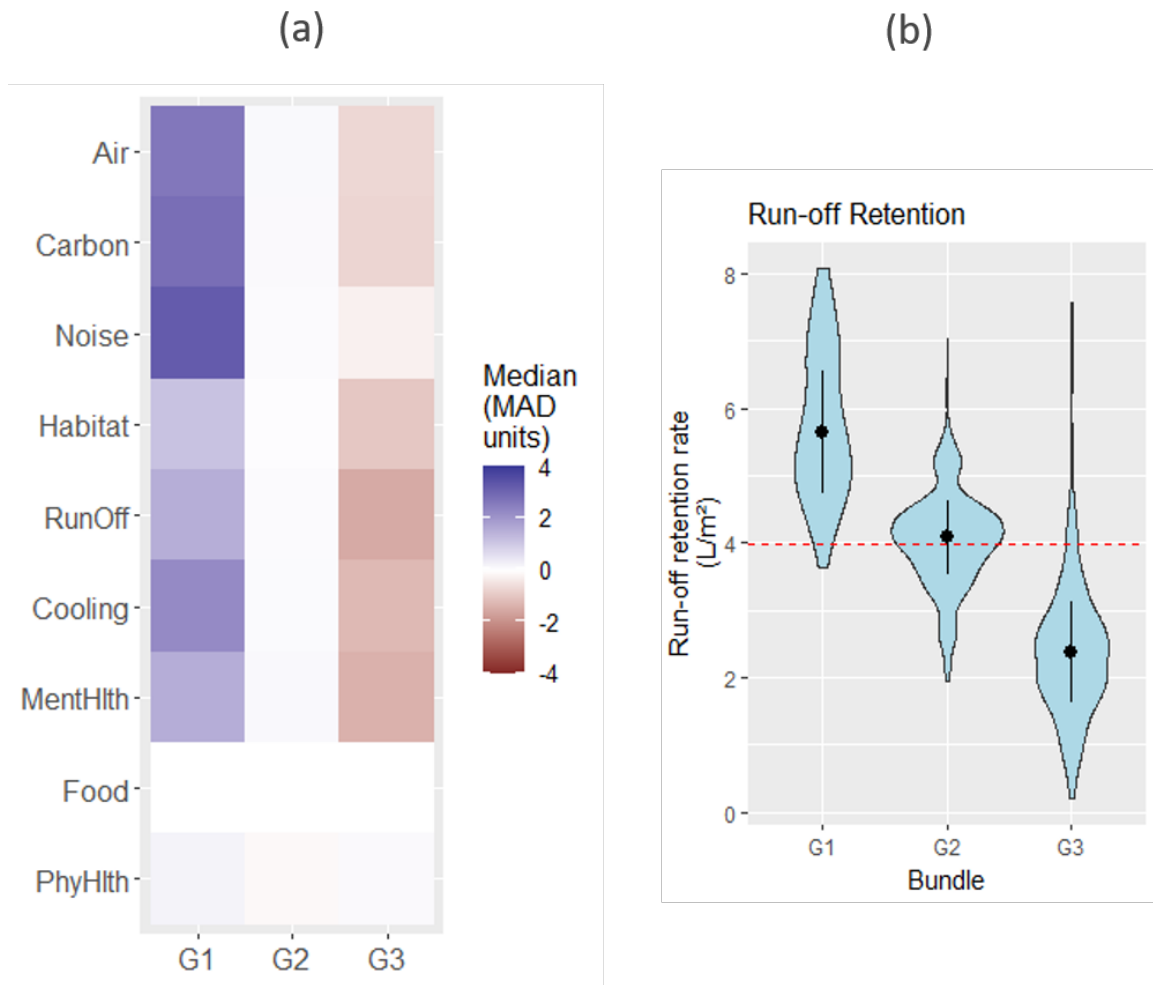 (a)
Air
Carbon
Noise
Habitat
RunOff
Cooling
MentHlth
Food
PhyHlth
G1
G2
G3
Median
(MAD
units)
4
2
0
-2
-4
(b)
Run-off Retention
Run-off retention rate
(L/m²)
8
6
4
2
0
G1
G2
G3
Bundle